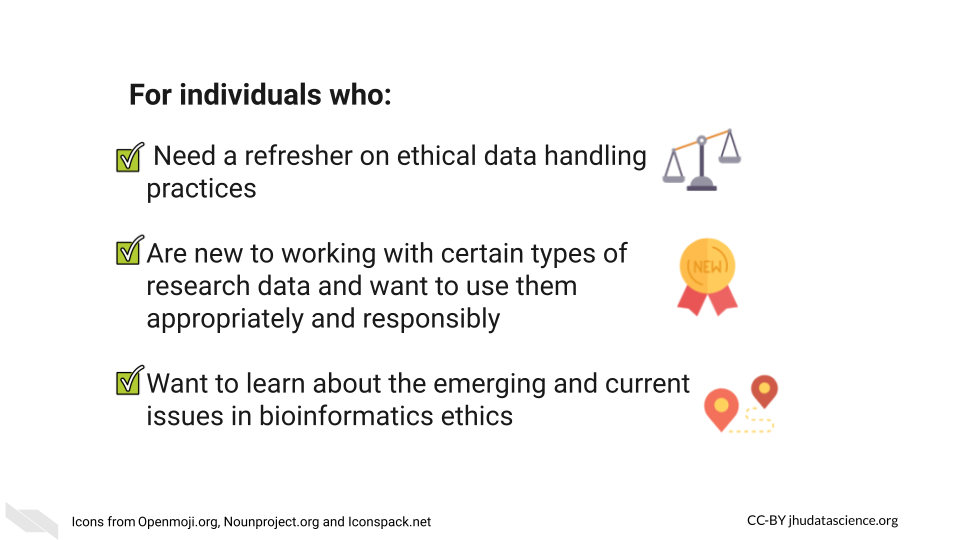 For individuals who:
Need a refresher on ethical data handling
practices
Are new to working with certain types of
research data and want to use them
appropriately and responsibly
NEW
Want to learn about the emerging and current
issues in bioinformatics ethics
Icons from Openmoji.org, Nounproject.org and Iconspack.net
CC-BY jhudatascience.org